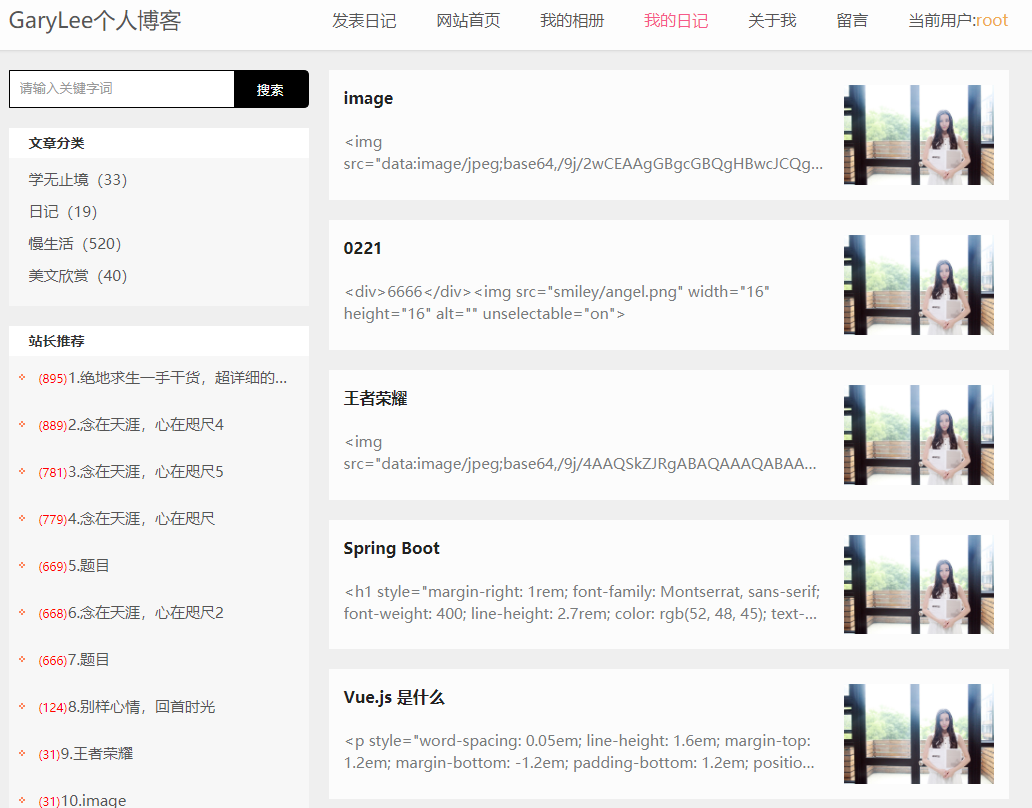 GaryLee个人博客
发表日记 网站首页 我的相册 我的日记 关于我 留言 当前用户:root
请输入关键字词 搜索
文章分类
学无止境（33）
日记（19）
慢生活（520）
美文欣赏（40）
站长推荐
(895)1.绝地求生一手干货，超详细的...
(889)2.念在天涯，心在咫尺4
(781)3.念在天涯，心在咫尺5
(779)4.念在天涯，心在咫尺
(669)5.题目
(668)6.念在天涯，心在咫尺2
(666)7.题目
(124)8.别样心情，回首时光
(31)9.王者荣耀
(31)10.image
image
<img
src="data:image/jpeg;base64,/9j/2wCEAAgGBgcGBQgHBwcJCQg...
0221
<div>6666</div><img src="smiley/angel.png" width="16"
height="16" alt="" unselectable="on">
王者荣耀
<img
src="data:image/jpeg;base64,/9j/4AAQSkZJRgABAQAAAQABAA...
Spring Boot
<h1 style="margin-right: 1rem; font-family: Montserrat, sans-serif;
font-weight: 400; line-height: 2.7rem; color: rgb(52, 48, 45); text-...
Vue.js 是什么
<p style="word-spacing: 0.05em; line-height: 1.6em; margin-top:
1.2em; margin-bottom: -1.2em; padding-bottom: 1.2em; positio...